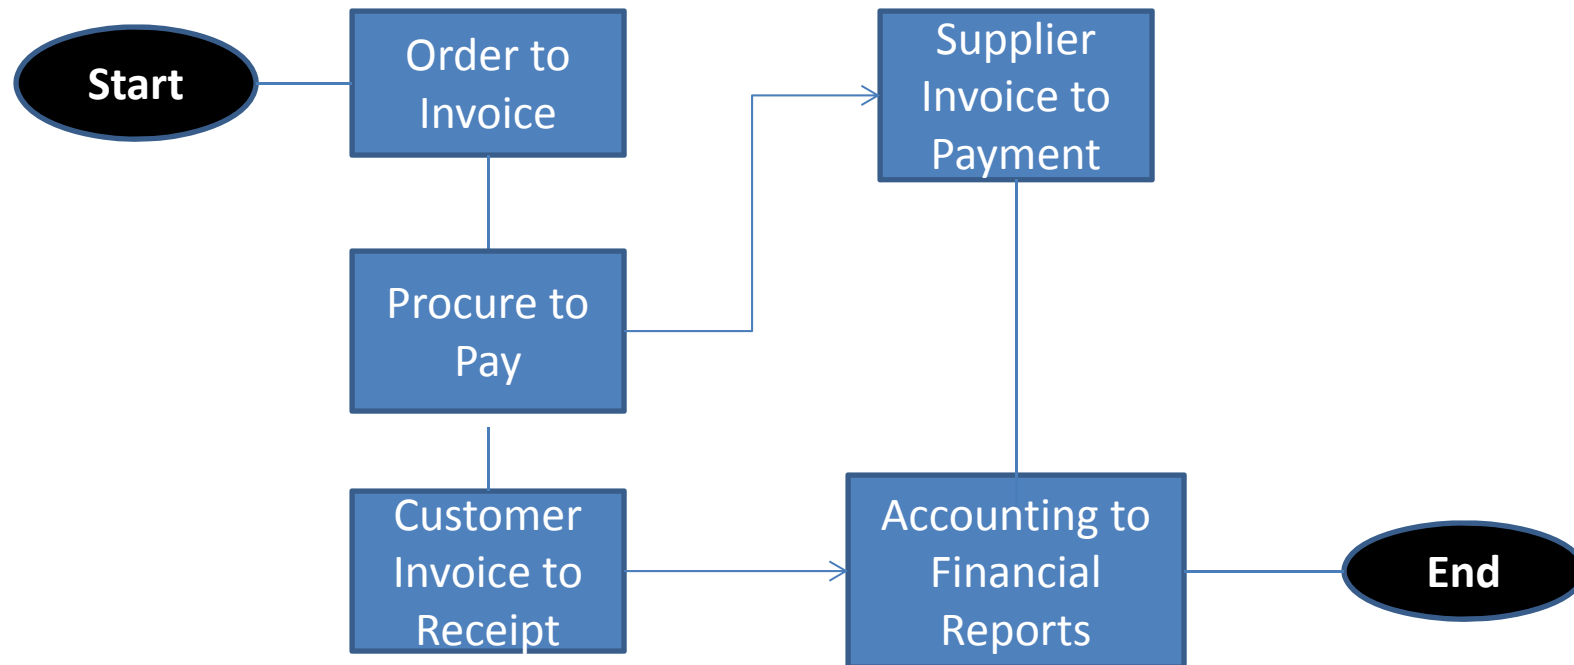 Start
Order to
Invoice
Supplier
Invoice to
Payment
Procure to
Pay
Customer
Invoice to
Receipt
Accounting to
Financial
Reports
End